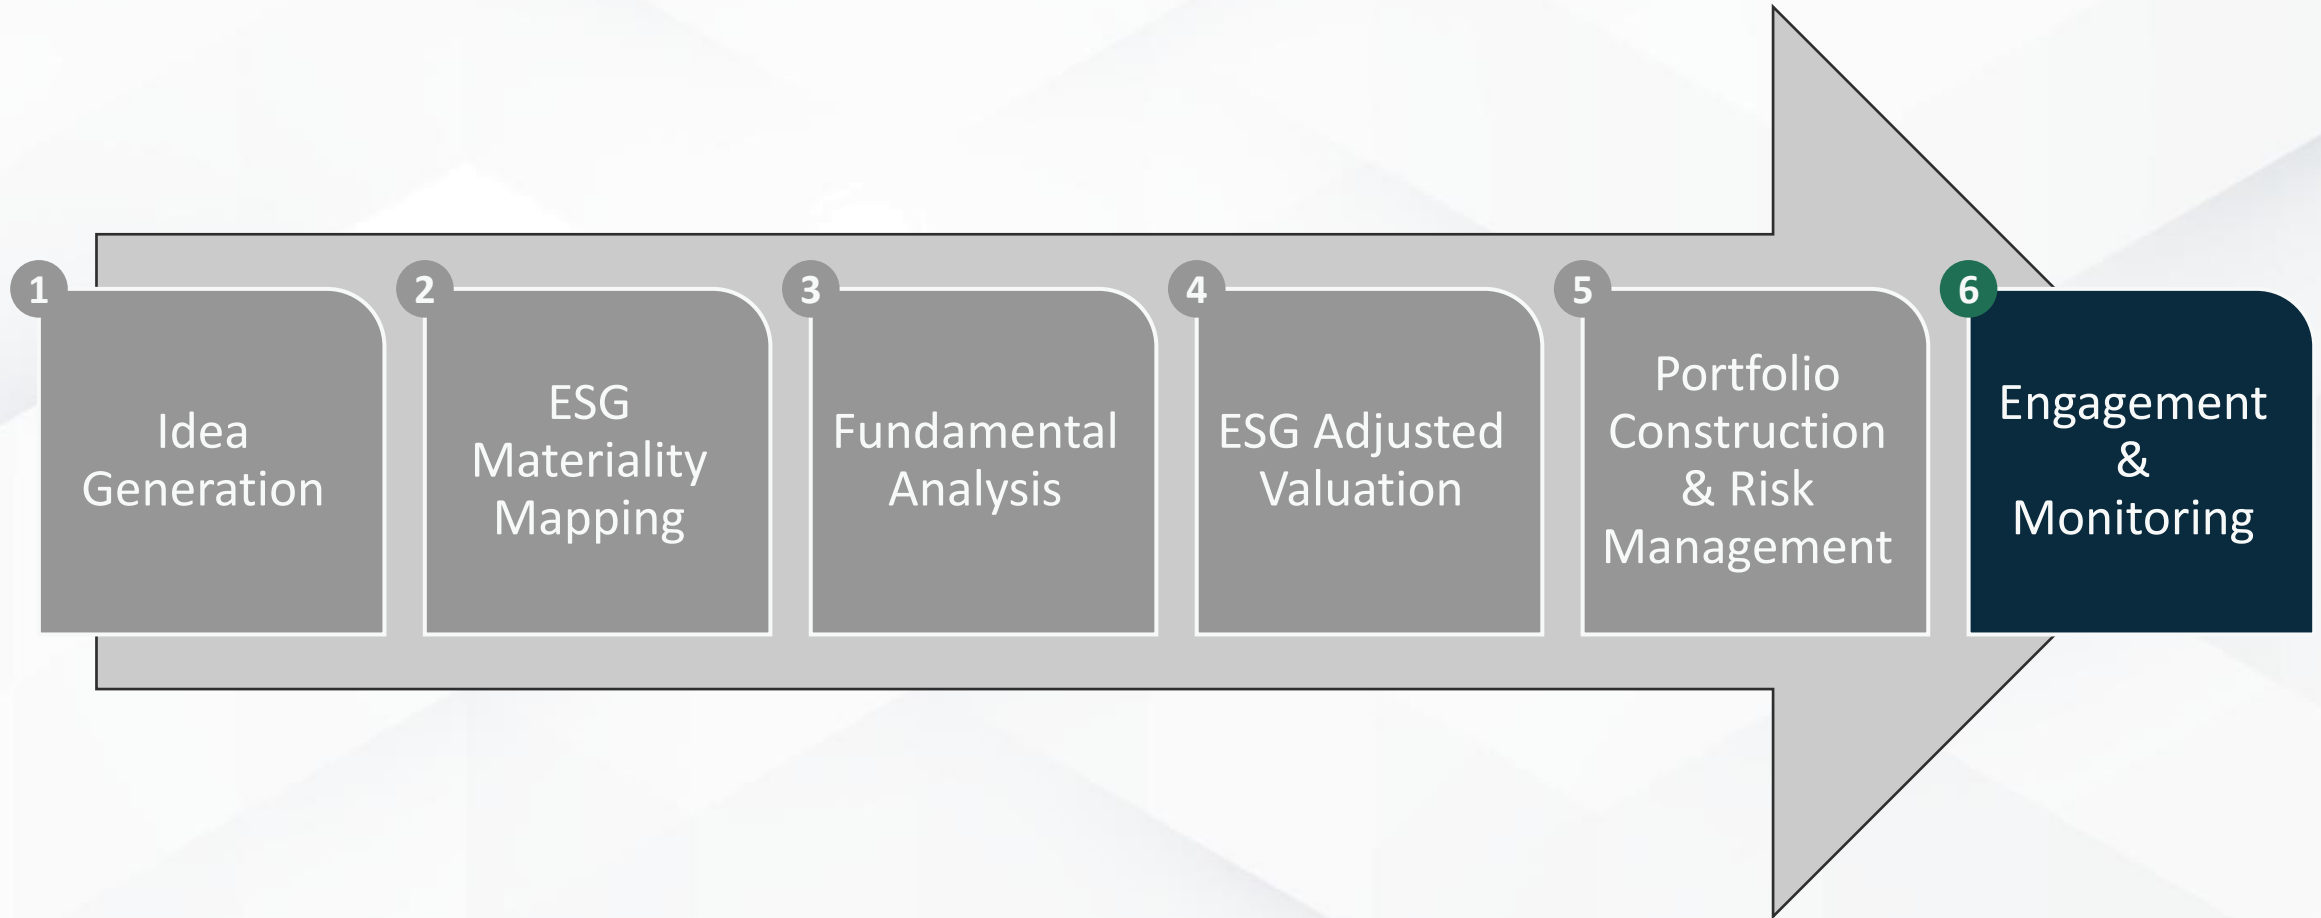 1
Idea
Generation
2
ESG
Materiality
Mapping
3
Fundamental
Analysis
4
ESG Adjusted
Valuation
5
Portfolio
Construction
& Risk
Management
6
Engagement
&
Monitoring